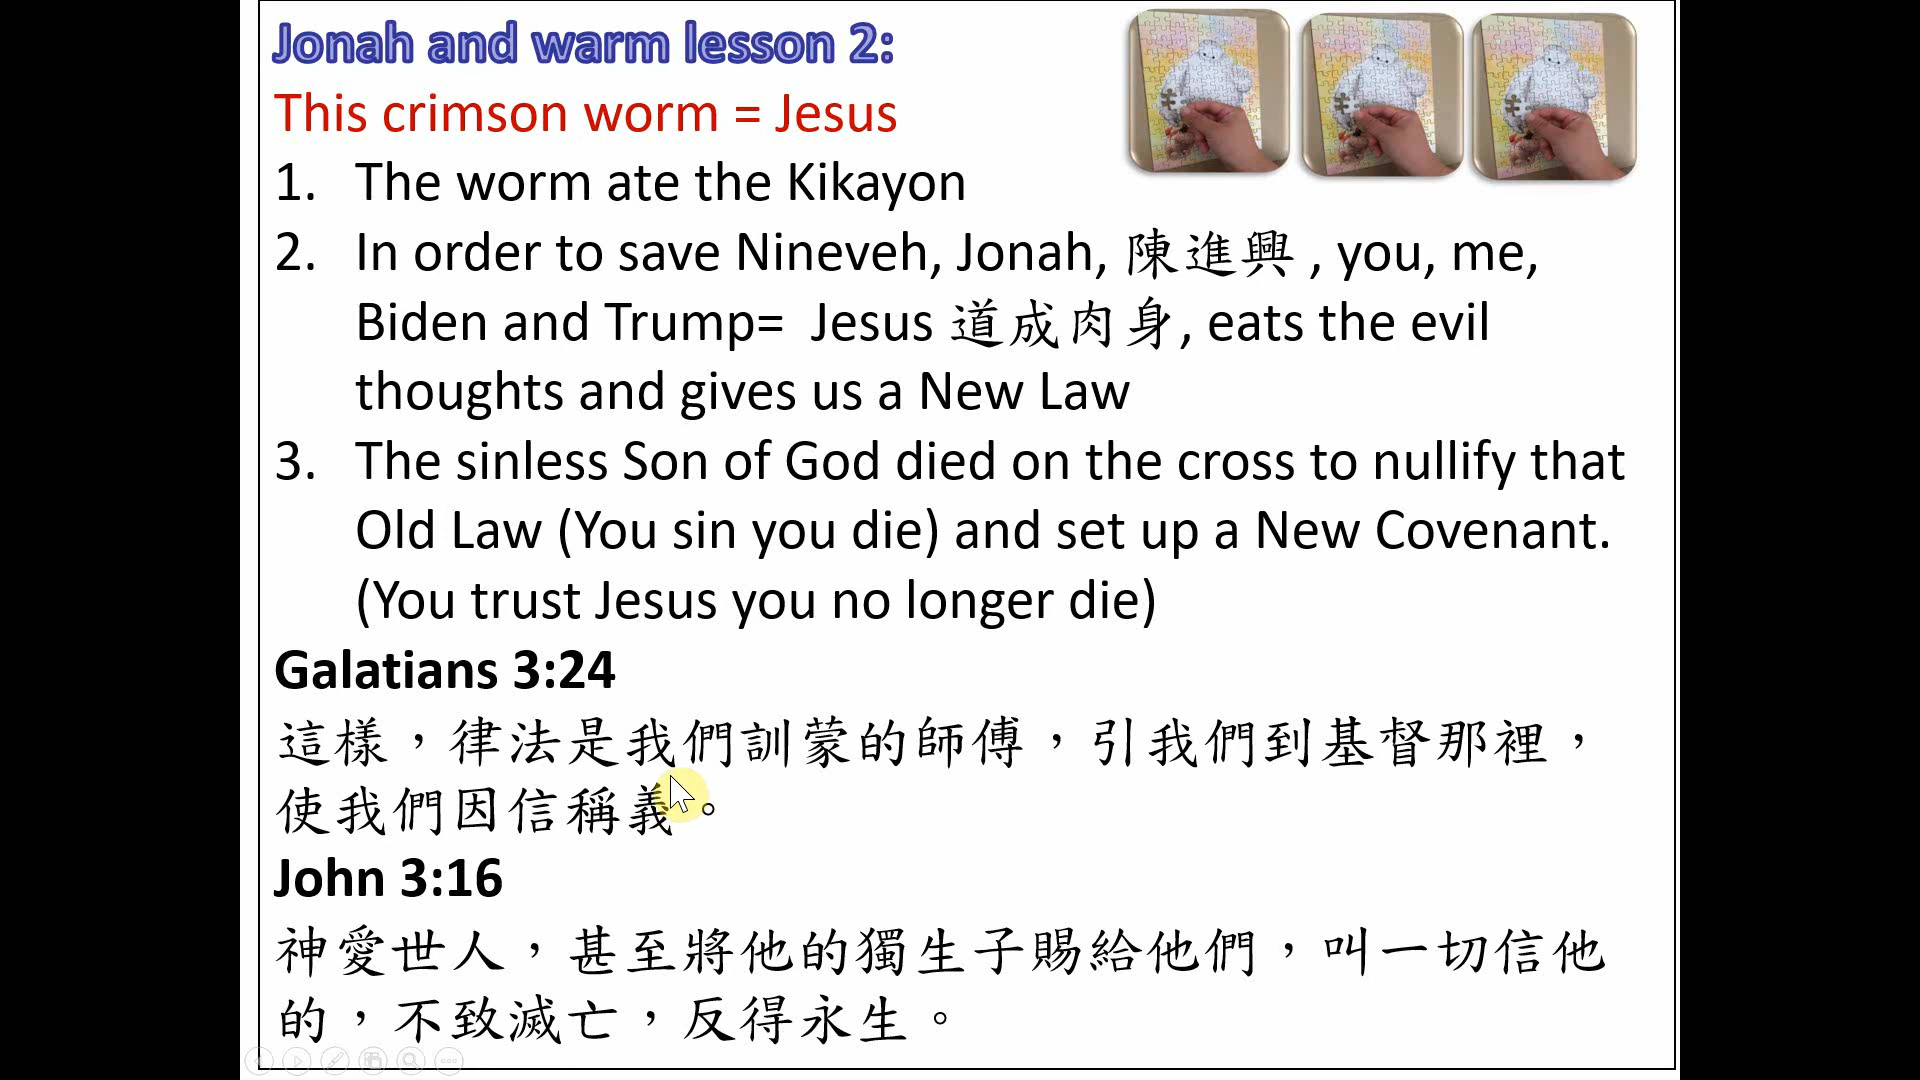 Jonah and warm lesson 2:
This crimson worm = Jesus
1. The worm ate the Kikayon
2. In order to save Nineveh, Jonah, 陳進興 , you, me,
Biden and Trump= Jesus 道成肉身, eats the evil
thoughts and gives us a New Law
3. The sinless Son of God died on the cross to nullify that
Old Law (You sin you die) and set up a New Covenant.
(You trust Jesus you no longer die)
Galatians 3:24
這樣，律法是我們訓蒙的師傅，引我們到基督那裡，
使我們因信稱義。
John 3:16
神愛世人，甚至將他的獨生子賜給他們，叫一切信他
的，不致滅亡，反得永生。